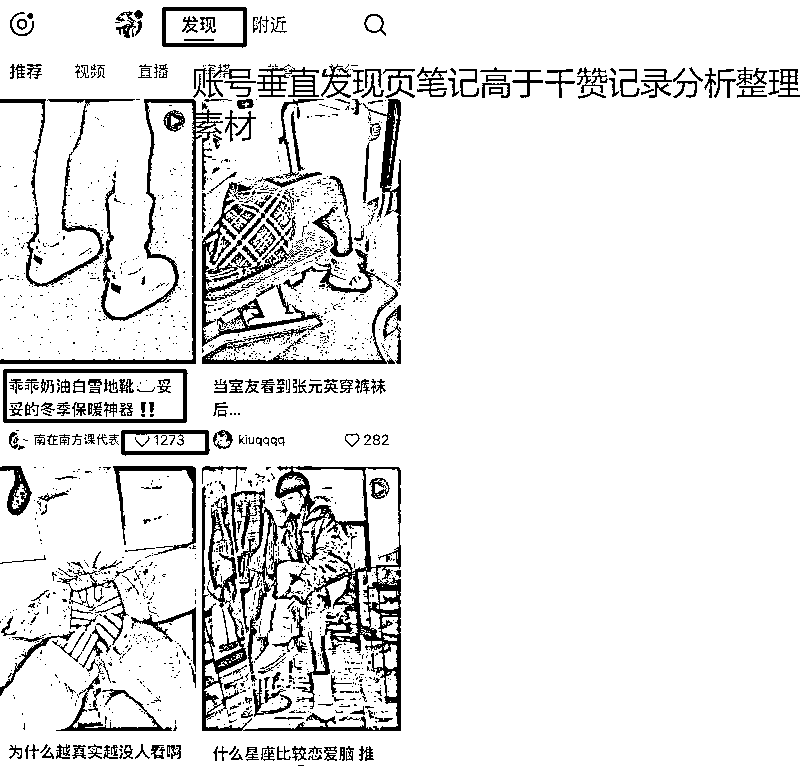 发现 附近
推荐 视频 直播
账号垂直发现页笔记高于千赞记录分析整理
素材
乖乖奶油白雪地靴 妥
妥的冬季保暖神器‼️
南在南方课代表 1273
当室友看到张元英穿裤袜
后...
kiuqqqq 282
为什么越真实越没人看啊
什么星座比较恋爱脑 推